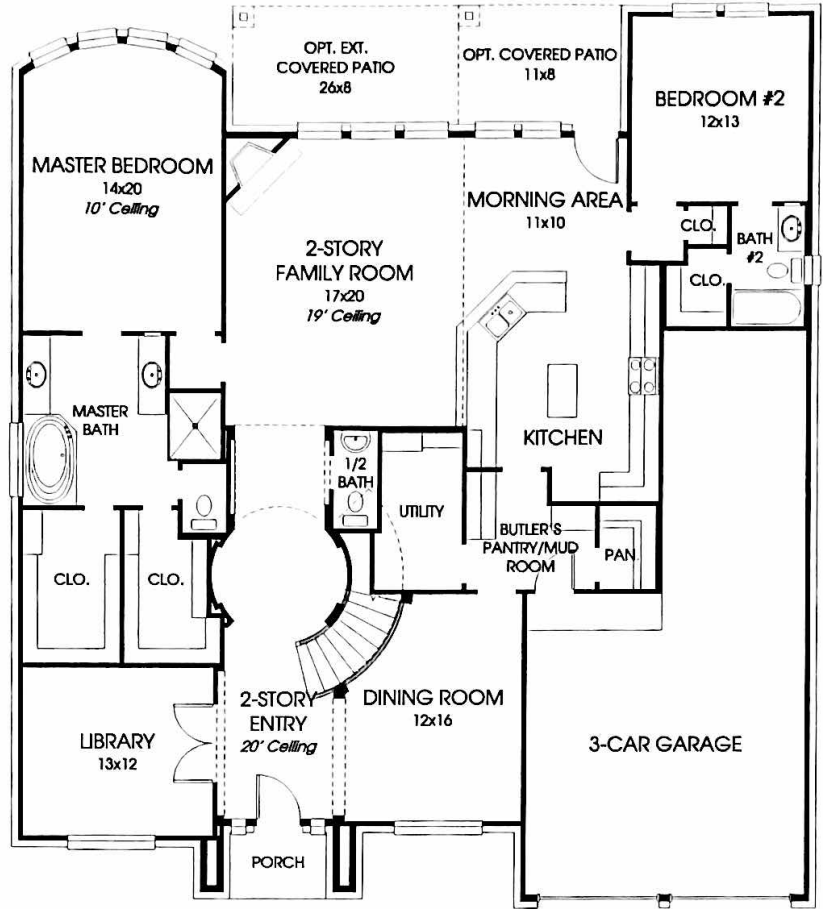 OPT. EXT.
COVERED PATIO
26x8
OPT. COVERED PATIO
11x8
BEDROOM #2
12x13
MASTER BEDROOM
14x20
10' Ceiling
MORNING AREA
11x10
CLO.
BATH
#2
CLO.
2-STORY
FAMILY ROOM
17x20
19' Ceiling
MASTER
BATH
KITCHEN
1/2
BATH
UTILITY
BUTLER'S
PANTRY/MUD
ROOM
PAN.
CLO.
CLO.
2-STORY
ENTRY
20' Ceiling
DINING ROOM
12x16
LIBRARY
13x12
3-CAR GARAGE
PORCH